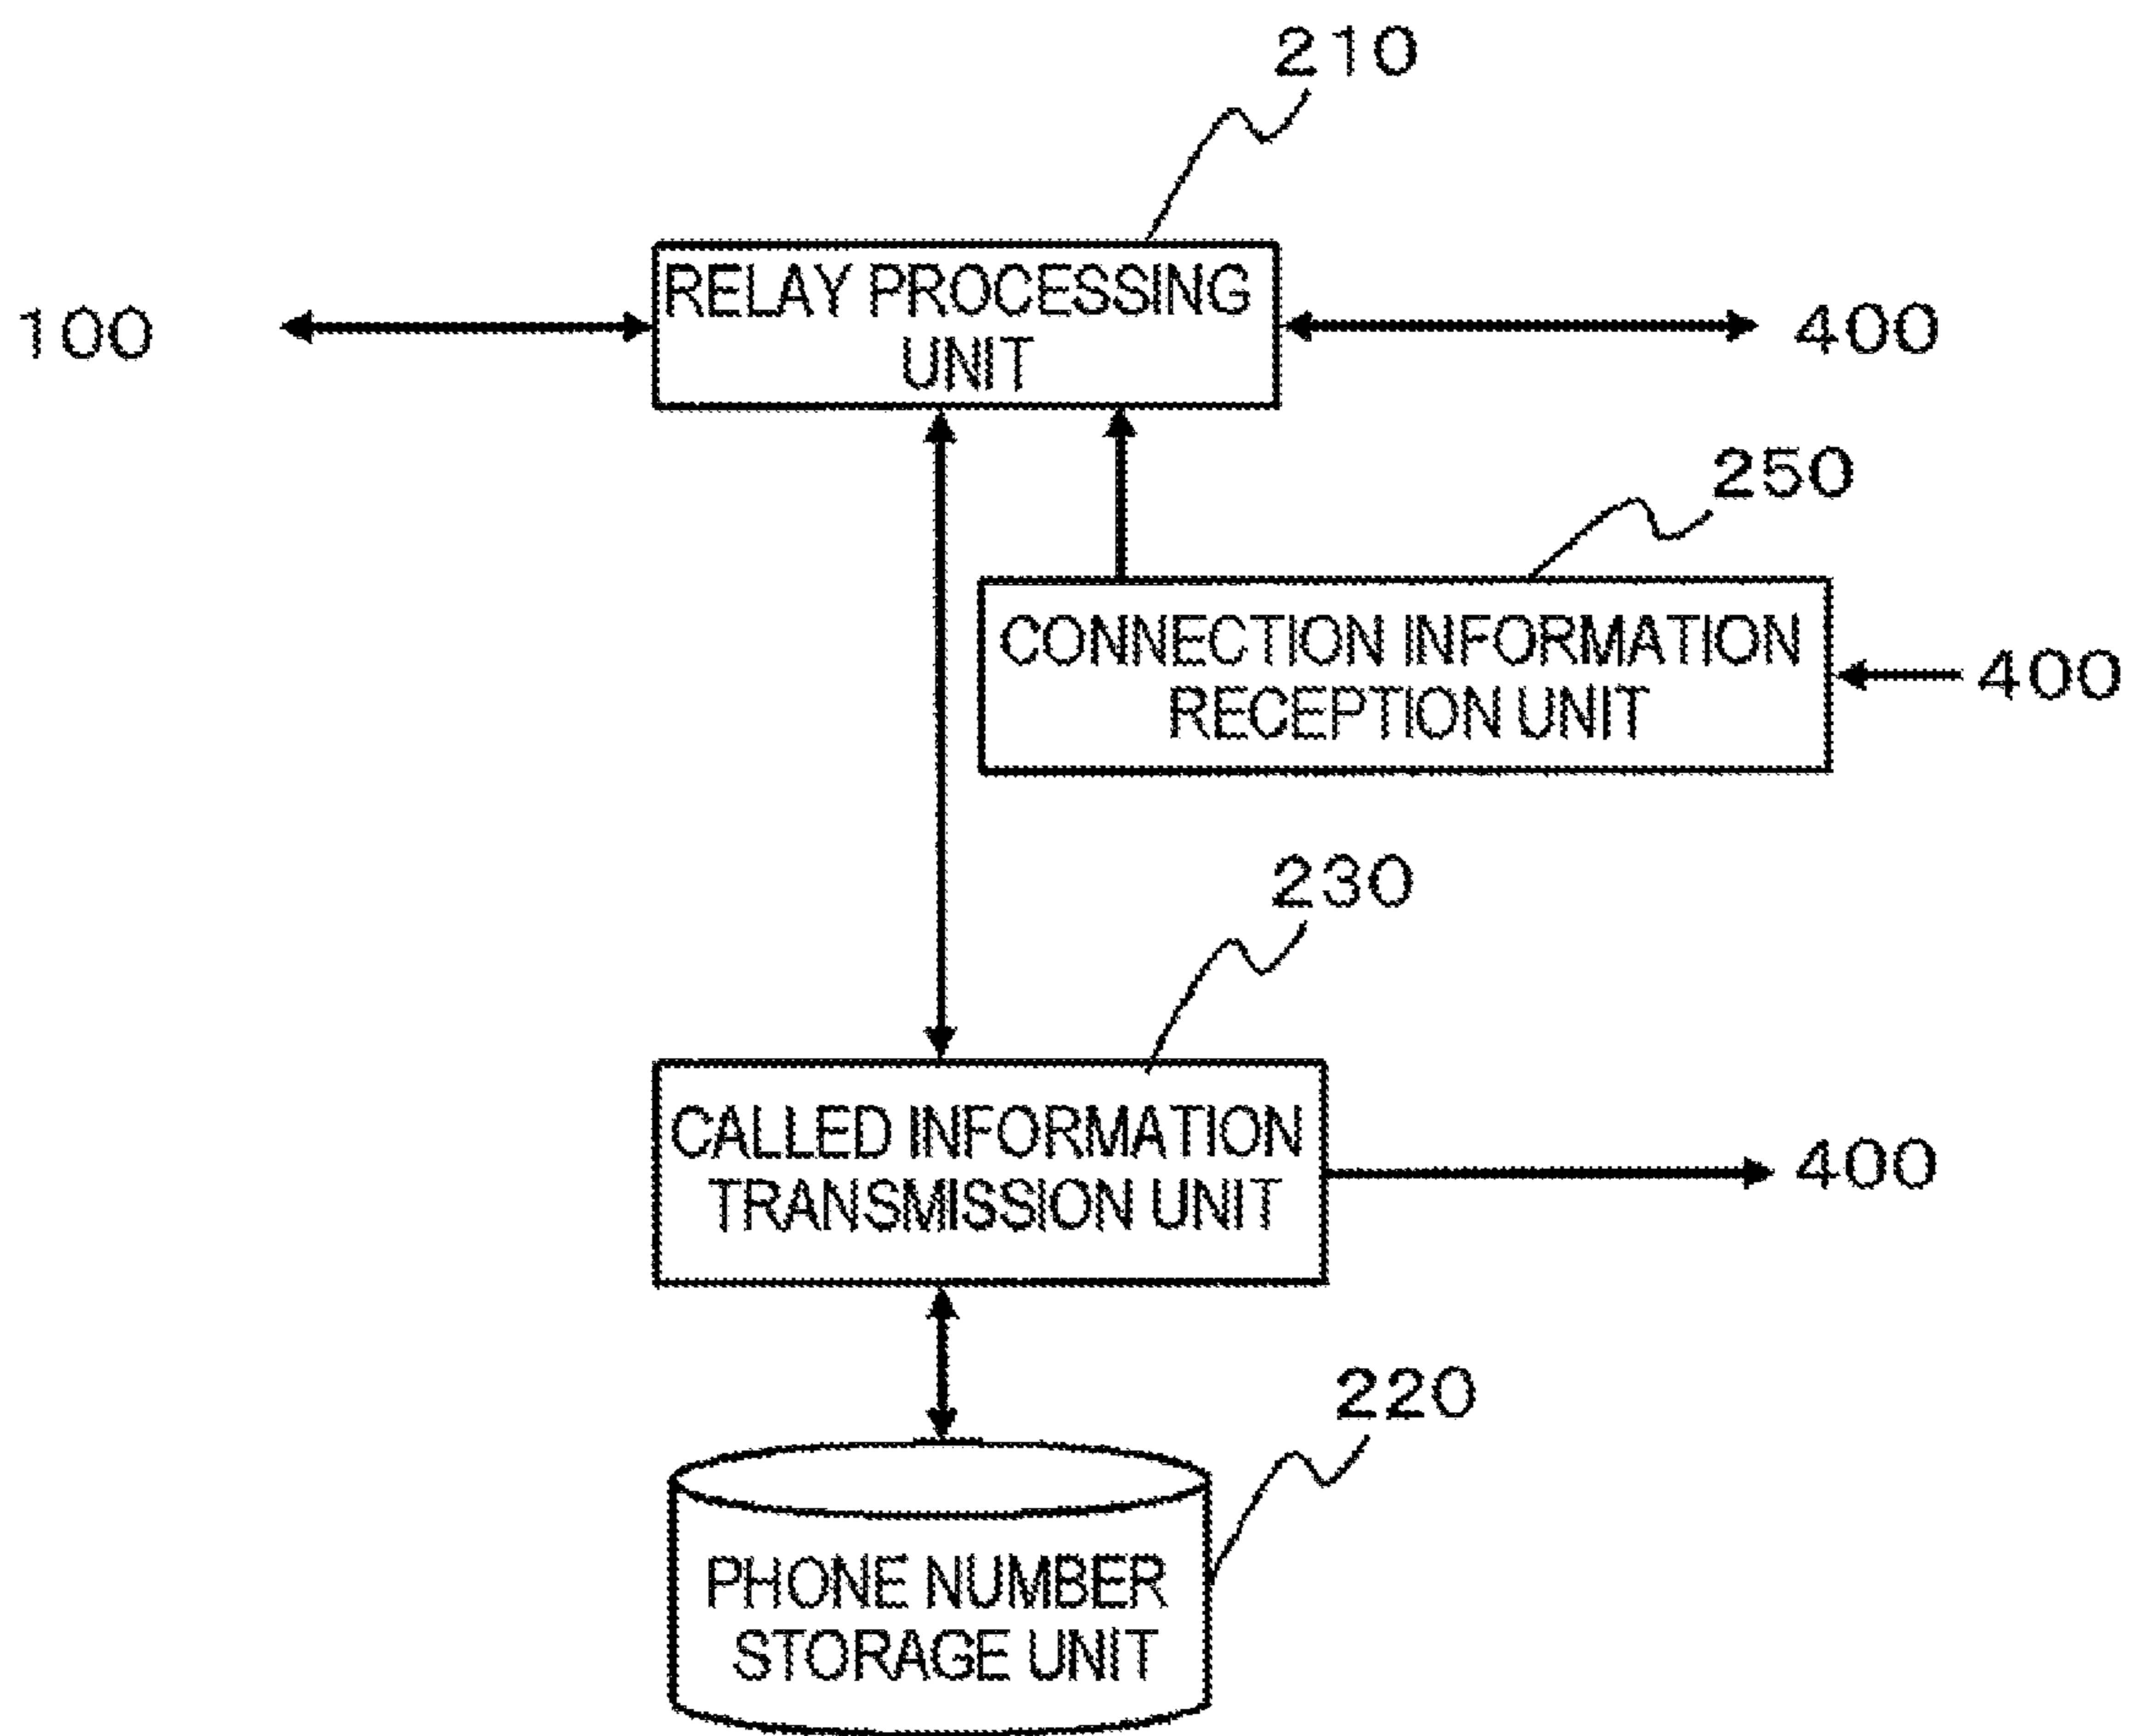 210
RELAY PROCESSING
UNIT
100
400
250
CONNECTION INFORMATION
RECEPTION UNIT
400
230
CALLED INFORMATION
TRANSMISSION UNIT
400
220
PHONE NUMBER
STORAGE UNIT